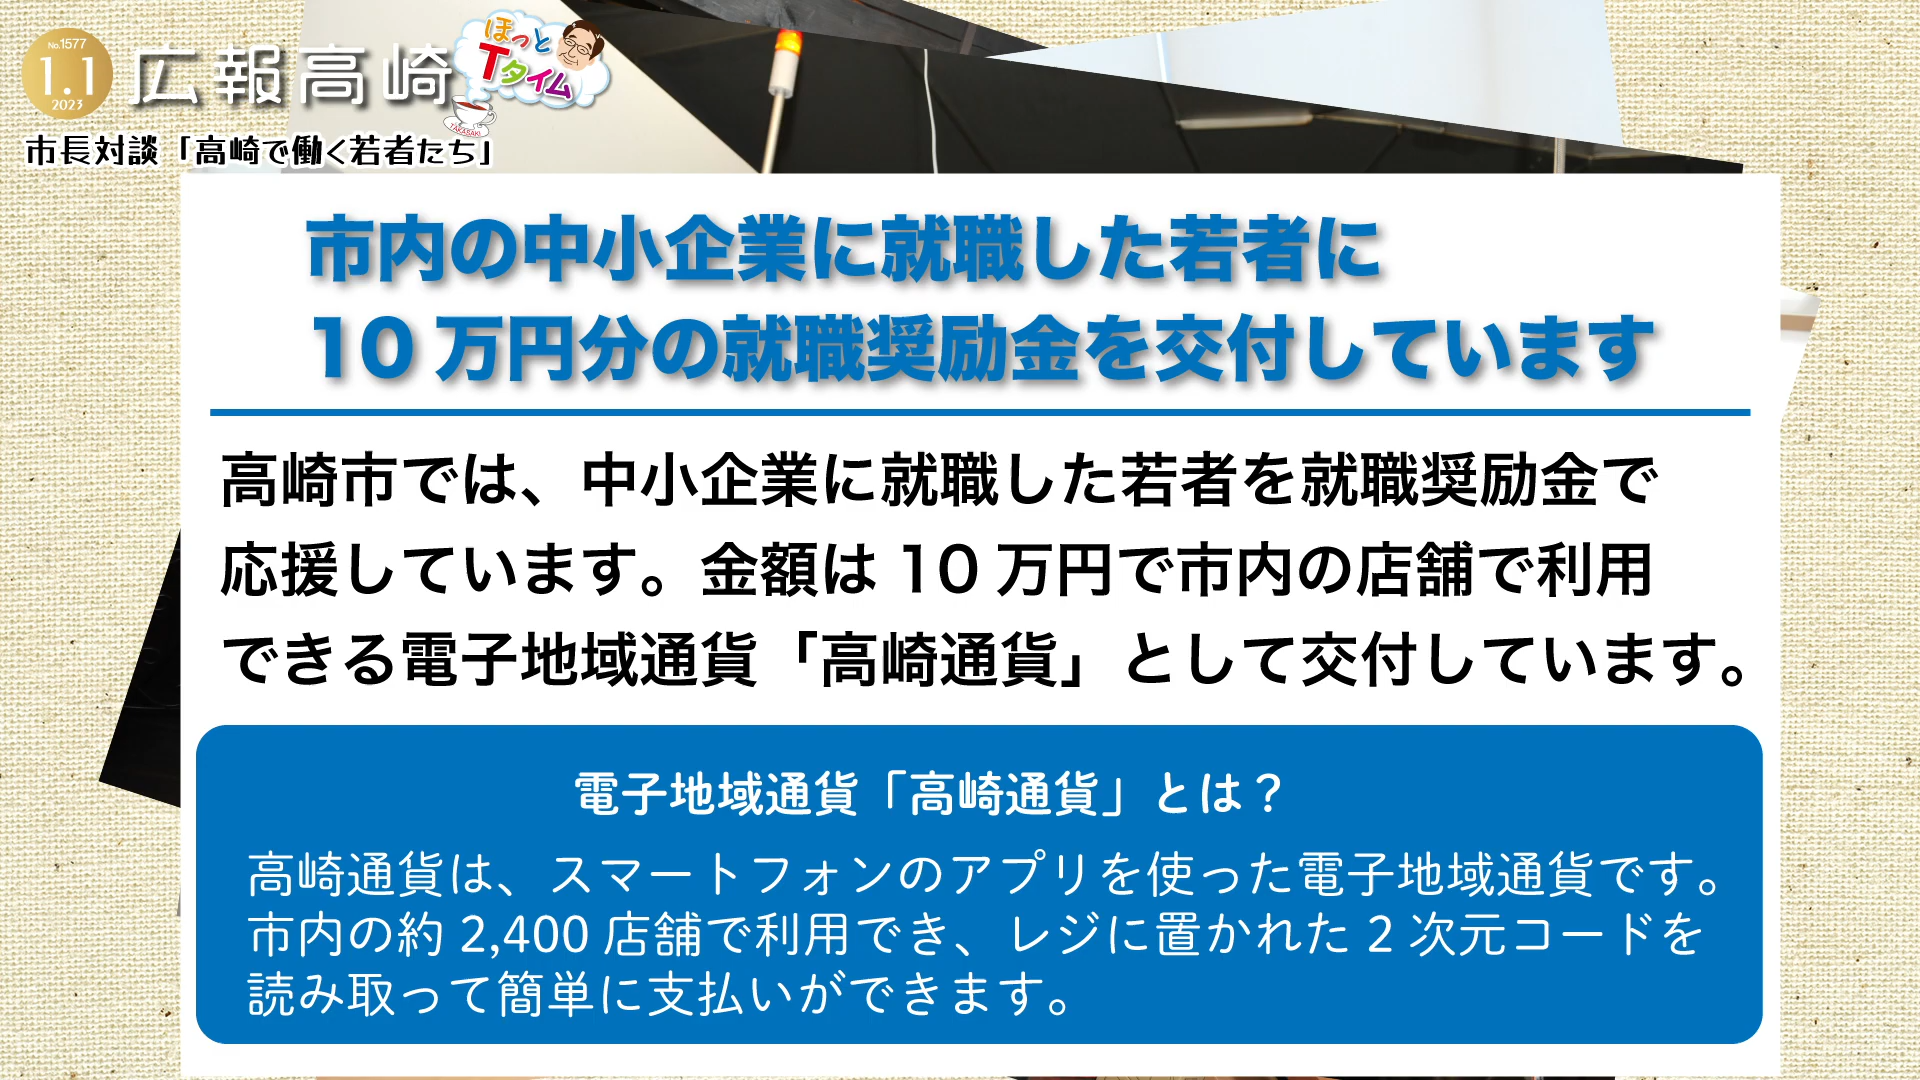 No.1577
1.1
2023
広報高崎
ほっと
Tタイム
TAKASAKI
市長対談「高崎で働く若者たち」
市内の中小企業に就職した若者に
10 万円分の就職奨励金を交付しています
高崎市では、中小企業に就職した若者を就職奨励金で
応援しています。金額は 10 万円で市内の店舗で利用
できる電子地域通貨「高崎通貨」として交付しています。
電子地域通貨「高崎通貨」とは？
高崎通貨は、スマートフォンのアプリを使った電子地域通貨です。
市内の約 2,400 店舗で利用でき、レジに置かれた 2 次元コードを
読み取って簡単に支払いができます。